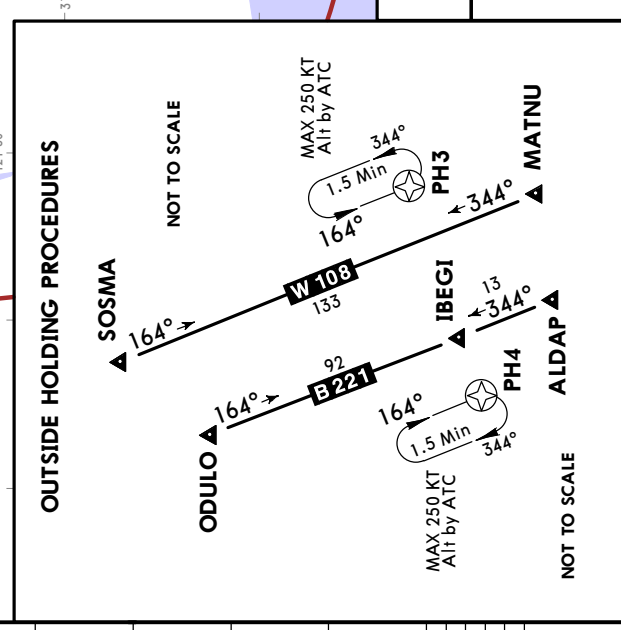 OUTSIDE HOLDING PROCEDURES
NOT TO SCALE
MAX 250 KT
Alt by ATC
344°
1.5 Min
164°
PH3
MATNU
344°
W 108
133
164°
SOSMA
IBEGI
13
344°
ALDAP
92
B 221
164°
ODULO
PH4
164°
1.5 Min
344°
MAX 250 KT
Alt by ATC
NOT TO SCALE